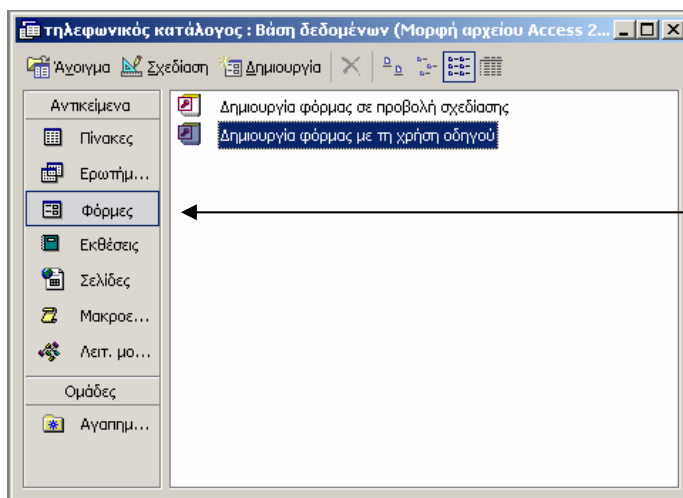 τηλεφωνικός κατάλογος : Βάση δεδομένων (Μορφή αρχείου Access 2...
Άνοιγμα Σχεδίαση Δημιουργία
Αντικείμενα
Πίνακες
Ερωτήμ...
Φόρμες
Εκθέσεις
Σελίδες
Μακροε...
Λειτ. μο...
Ομάδες
Αγαπημ...
Δημιουργία φόρμας σε προβολή σχεδίασης
Δημιουργία φόρμας με τη χρήση οδηγού